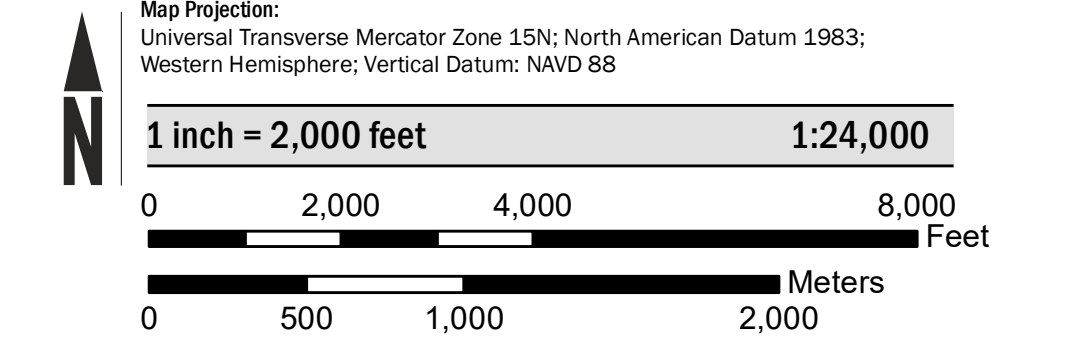 Map Projection:
Universal Transverse Mercator Zone 15N; North American Datum 1983;
Western Hemisphere; Vertical Datum: NAVD 88
N
1 inch = 2,000 feet 1:24,000
0 2,000 4,000 8,000
Feet
Meters
0 500 1,000 2,000